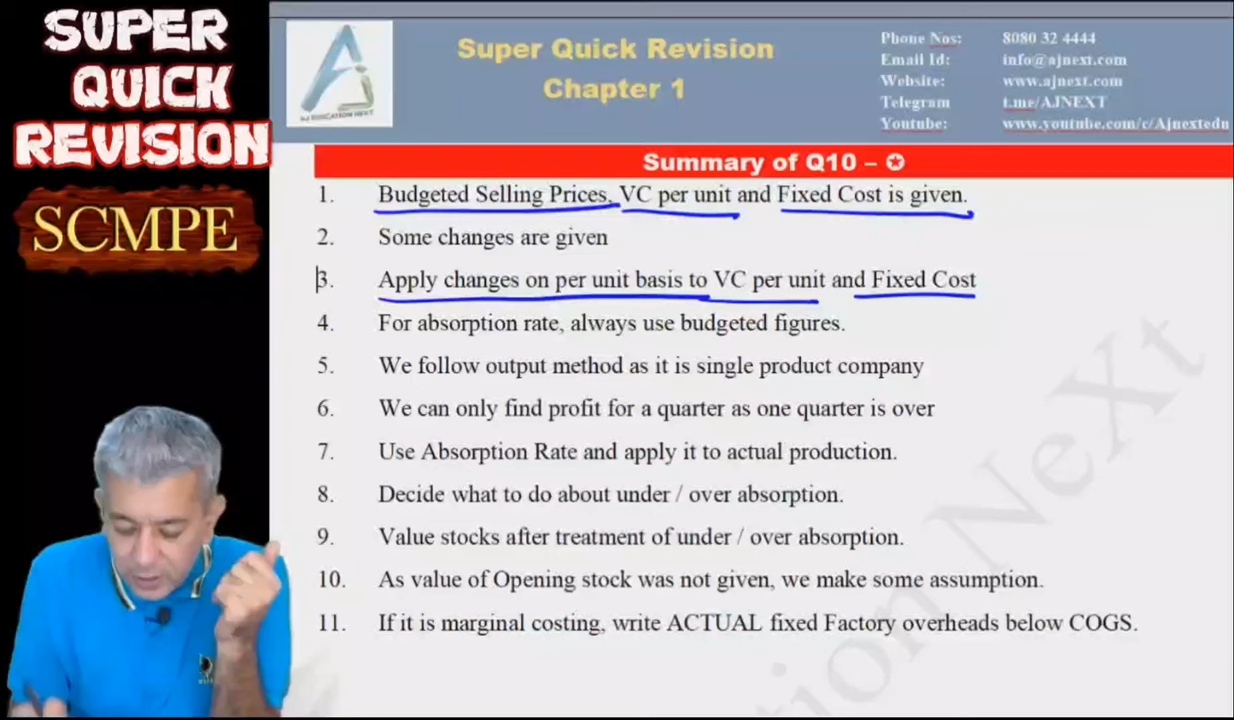 SUPER
QUICK
REVISION
SCMPE
AJ EDUCATION NEXT
Super Quick Revision
Chapter 1
Phone Nos: 8080 32 4444
Email Id: info@ajnext.com
Website: www.ajnext.com
Telegram t.me/AJNEXT
Youtube: www.youtube.com/c/Ajnextedu
Summary of Q10 – ✪
1. Budgeted Selling Prices, VC per unit and Fixed Cost is given.
2. Some changes are given
3. Apply changes on per unit basis to VC per unit and Fixed Cost
4. For absorption rate, always use budgeted figures.
5. We follow output method as it is single product company
6. We can only find profit for a quarter as one quarter is over
7. Use Absorption Rate and apply it to actual production.
8. Decide what to do about under / over absorption.
9. Value stocks after treatment of under / over absorption.
10. As value of Opening stock was not given, we make some assumption.
11. If it is marginal costing, write ACTUAL fixed Factory overheads below COGS.
tion NeXt